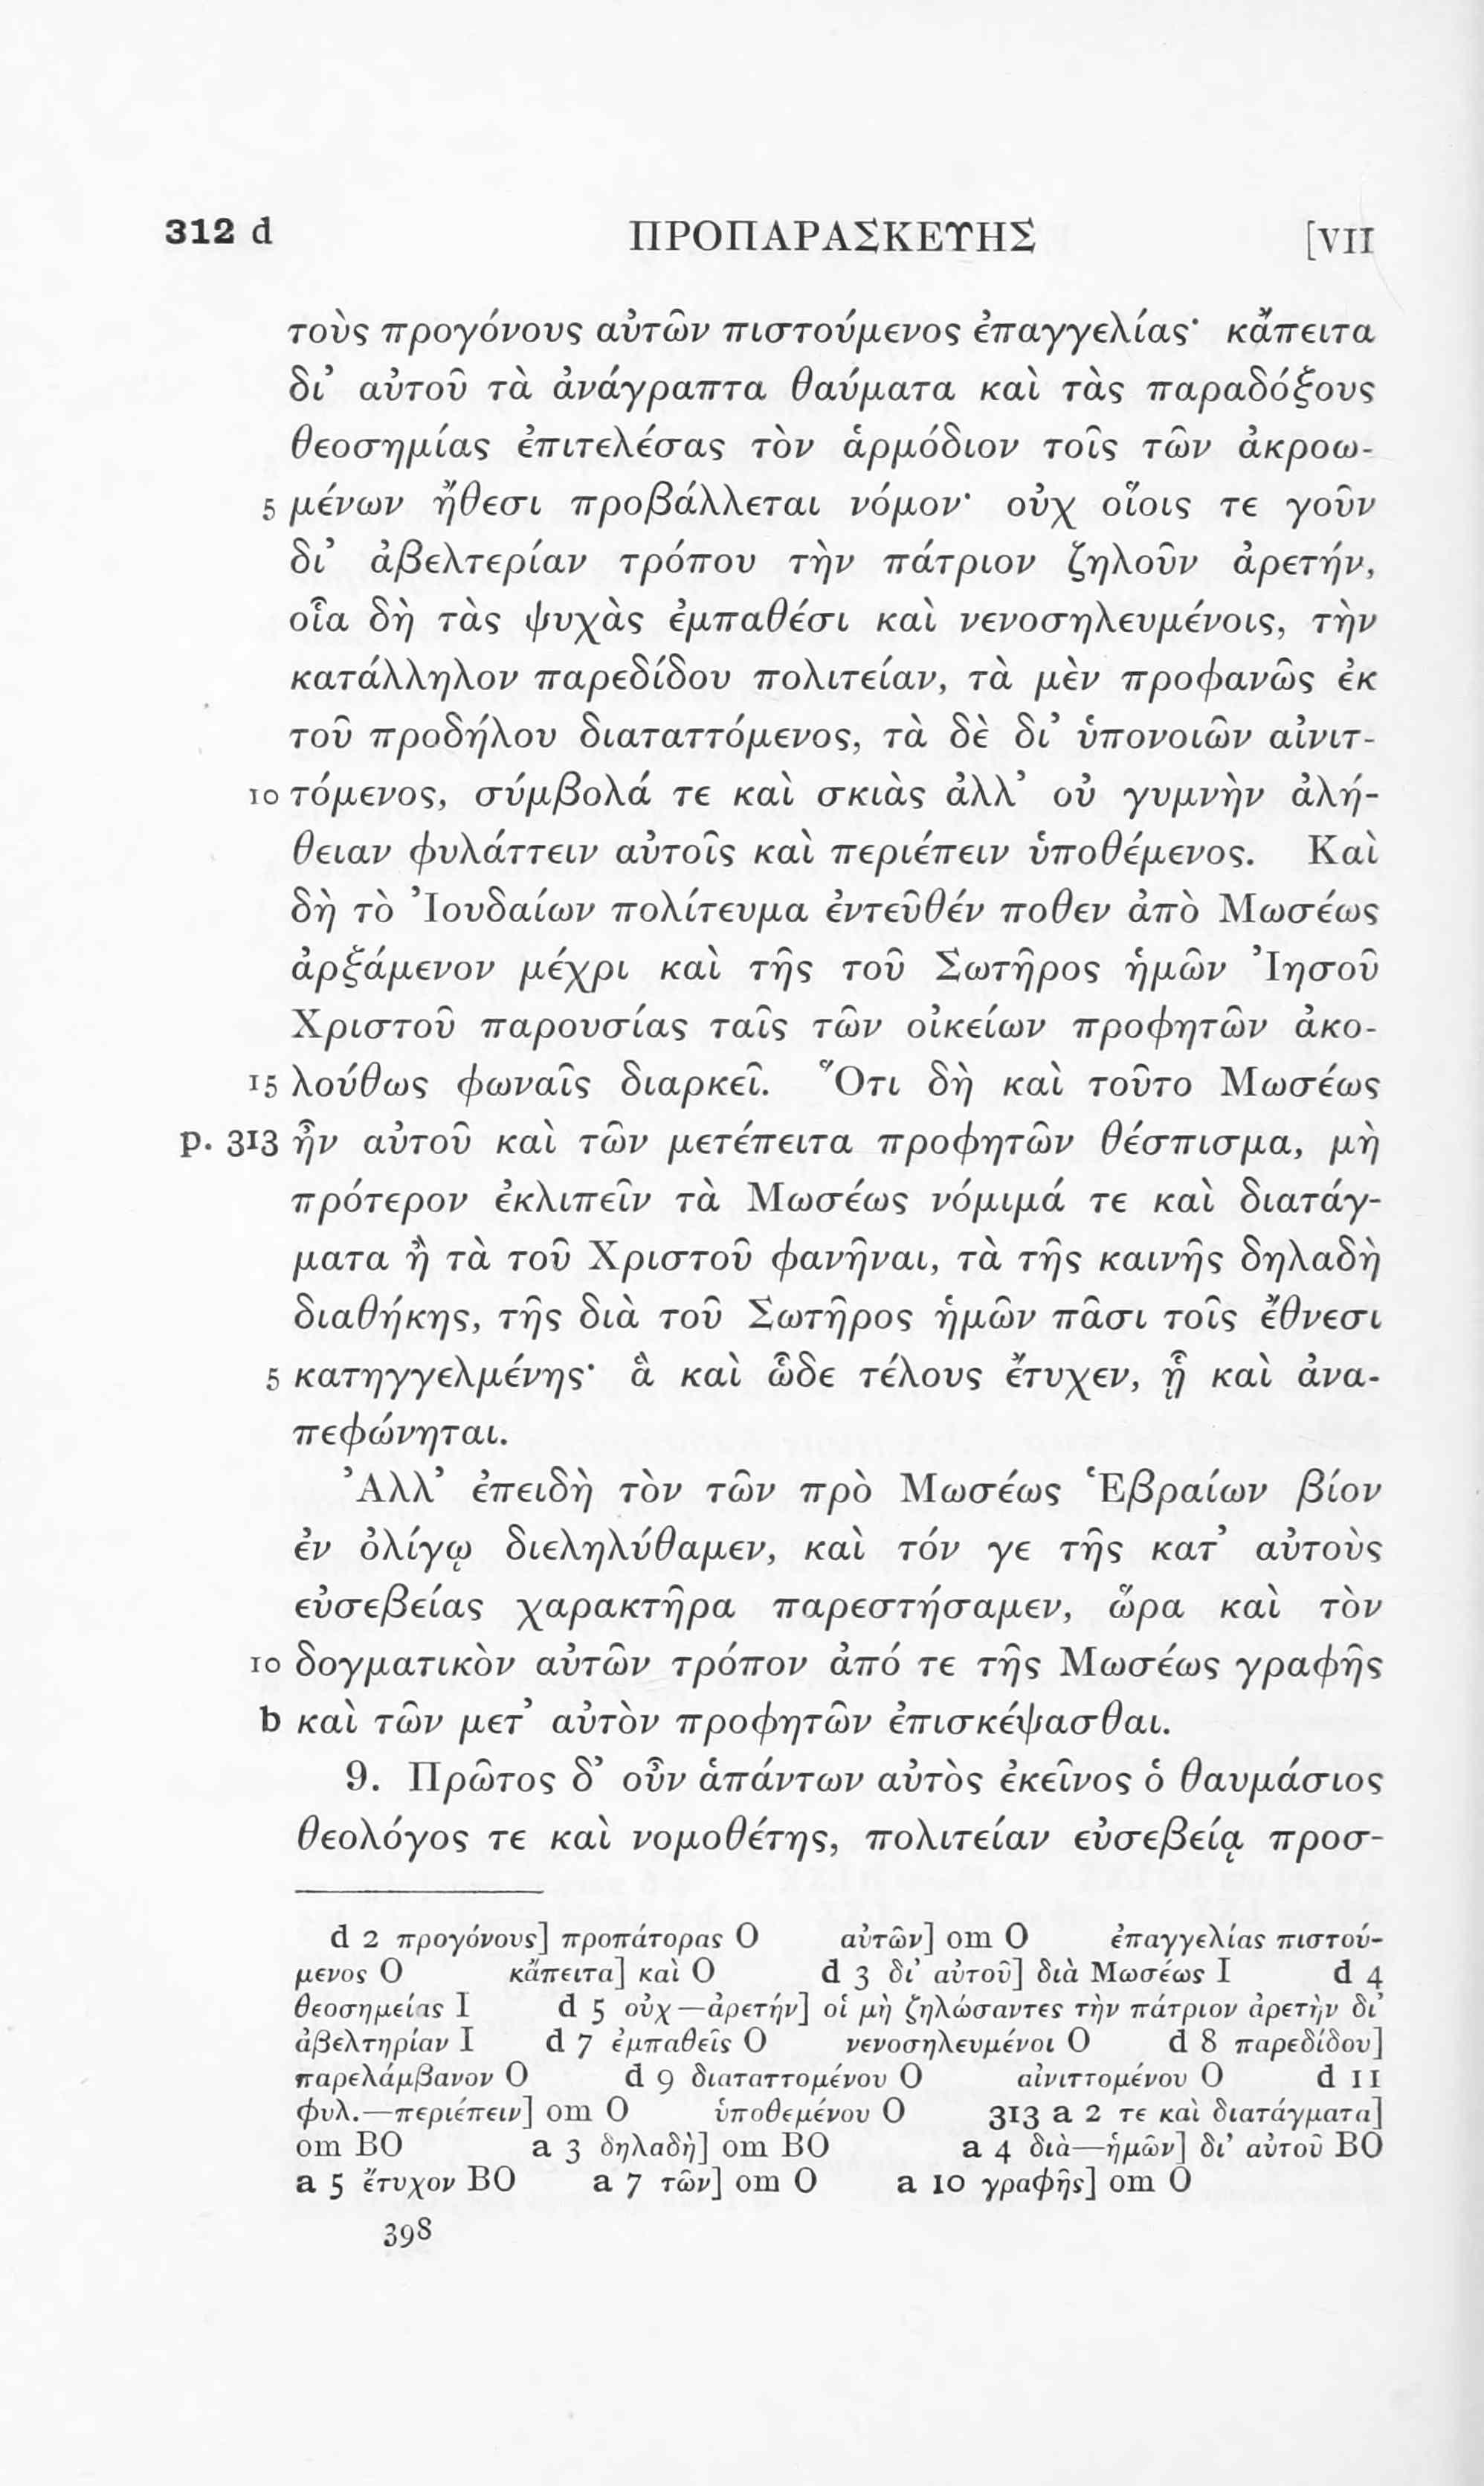 312 d ΠΡΟΠΑΡΑΣΚΕΥΗΣ [VII
τοὺς προγόνους αὐτῶν πιστούμενος ἐπαγγελίας· κἄπειτα
δι’ αὐτοῦ τὰ ἀνάγραπτα θαύματα καὶ τὰς παραδόξους
θεοσημίας ἐπιτελέσας τὸν ἁρμόδιον τοῖς τῶν ἀκροω-
5 μένων ἤθεσι προβάλλεται νόμον· οὐχ οἵοις τε γοῦν
δι’ ἀβελτερίαν τρόπου τὴν πάτριον ζηλοῦν ἀρετήν,
οἷα δὴ τὰς ψυχὰς ἐμπαθέσι καὶ νενοσηλευμένοις, τὴν
κατάλληλον παρεδίδου πολιτείαν, τὰ μὲν προφανῶς ἐκ
τοῦ προδήλου διαταττόμενος, τὰ δὲ δι’ ὑπονοιῶν αἰνιτ-
10 τόμενος, σύμβολά τε καὶ σκιὰς ἀλλ’ οὐ γυμνὴν ἀλή-
θειαν φυλάττειν αὐτοῖς καὶ περιέπειν ὑποθέμενος. Καὶ
δὴ τὸ Ἰουδαίων πολίτευμα ἐντεῦθέν ποθεν ἀπὸ Μωσέως
ἀρξάμενον μέχρι καὶ τῆς τοῦ Σωτῆρος ἡμῶν Ἰησοῦ
Χριστοῦ παρουσίας ταῖς τῶν οἰκείων προφητῶν ἀκο-
15 λούθως φωναῖς διαρκεῖ. Ὅτι δὴ καὶ τοῦτο Μωσέως
p. 313 ἦν αὐτοῦ καὶ τῶν μετέπειτα προφητῶν θέσπισμα, μὴ
πρότερον ἐκλιπεῖν τὰ Μωσέως νόμιμά τε καὶ διατάγ-
ματα ἢ τὰ τοῦ Χριστοῦ φανῆναι, τὰ τῆς καινῆς δηλαδὴ
διαθήκης, τῆς διὰ τοῦ Σωτῆρος ἡμῶν πᾶσι τοῖς ἔθνεσι
5 κατηγγελμένης· ἃ καὶ ὧδε τέλους ἔτυχεν, ᾗ καὶ ἀνα-
πεφώνηται.
Ἀλλ’ ἐπειδὴ τὸν τῶν πρὸ Μωσέως Ἑβραίων βίον
ἐν ὀλίγῳ διεληλύθαμεν, καὶ τόν γε τῆς κατ’ αὐτοὺς
εὐσεβείας χαρακτῆρα παρεστήσαμεν, ὥρα καὶ τὸν
10 δογματικὸν αὐτῶν τρόπον ἀπό τε τῆς Μωσέως γραφῆς
b καὶ τῶν μετ’ αὐτὸν προφητῶν ἐπισκέψασθαι.
9. Πρῶτος δ’ οὖν ἁπάντων αὐτὸς ἐκεῖνος ὁ θαυμάσιος
θεολόγος τε καὶ νομοθέτης, πολιτείαν εὐσεβείᾳ προσ-
d 2 προγόνους] προπάτορας O αὐτῶν] om O ἐπαγγελίας πιστού-
μενος O κἄπειτα] καὶ O d 3 δι’ αὐτοῦ] διὰ Μωσέως I d 4
θεοσημείας I d 5 οὐχ—ἀρετήν] οἱ μὴ ζηλώσαντες τὴν πάτριον ἀρετὴν δι’
ἀβελτηρίαν I d 7 ἐμπαθεῖς O νενοσηλευμένοι O d 8 παρεδίδου]
παρελάμβανον O d 9 διαταττομένου O αἰνιττομένου O d 11
φυλ.—περιέπειν] om O ὑποθεμένου O 313 a 2 τε καὶ διατάγματα]
om BO a 3 δηλαδὴ] om BO a 4 διὰ—ἡμῶν] δι’ αὐτοῦ BO
a 5 ἔτυχον BO a 7 τῶν] om O a 10 γραφῆς] om O
398